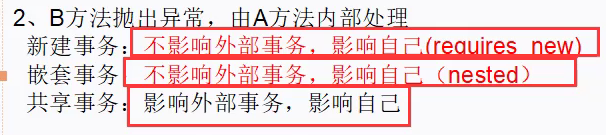 2、B方法抛出异常，由A方法内部处理
新建事务：不影响外部事务，影响自己(requires_new)
嵌套事务：不影响外部事务，影响自己（nested）
共享事务：影响外部事务，影响自己